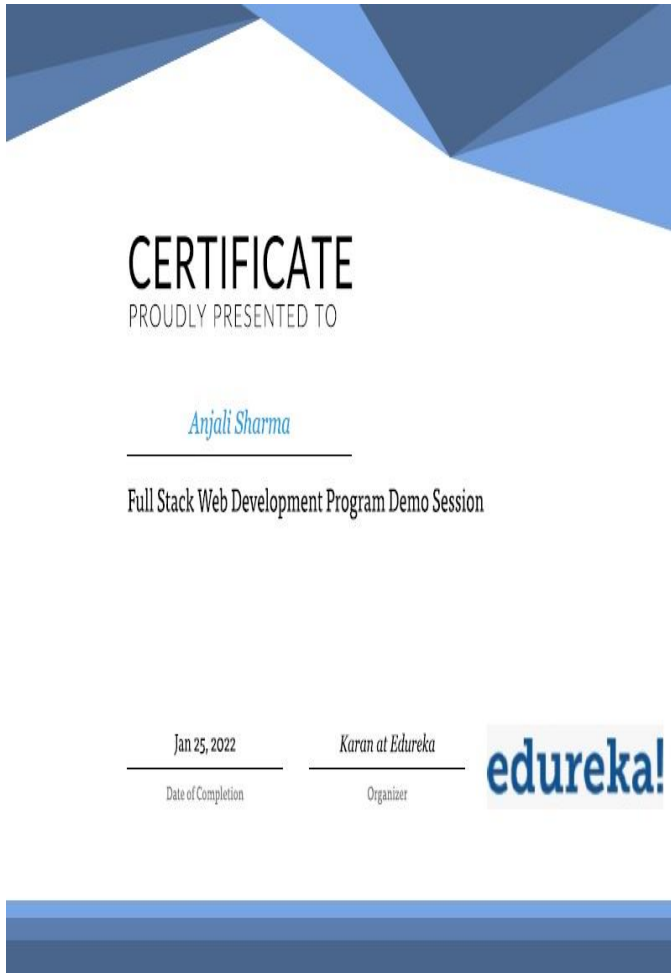 CERTIFICATE
PROUDLY PRESENTED TO
Anjali Sharma
Full Stack Web Development Program Demo Session
Jan 25, 2022
Karan at Edureka
edureka!
Date of Completion
Organizer